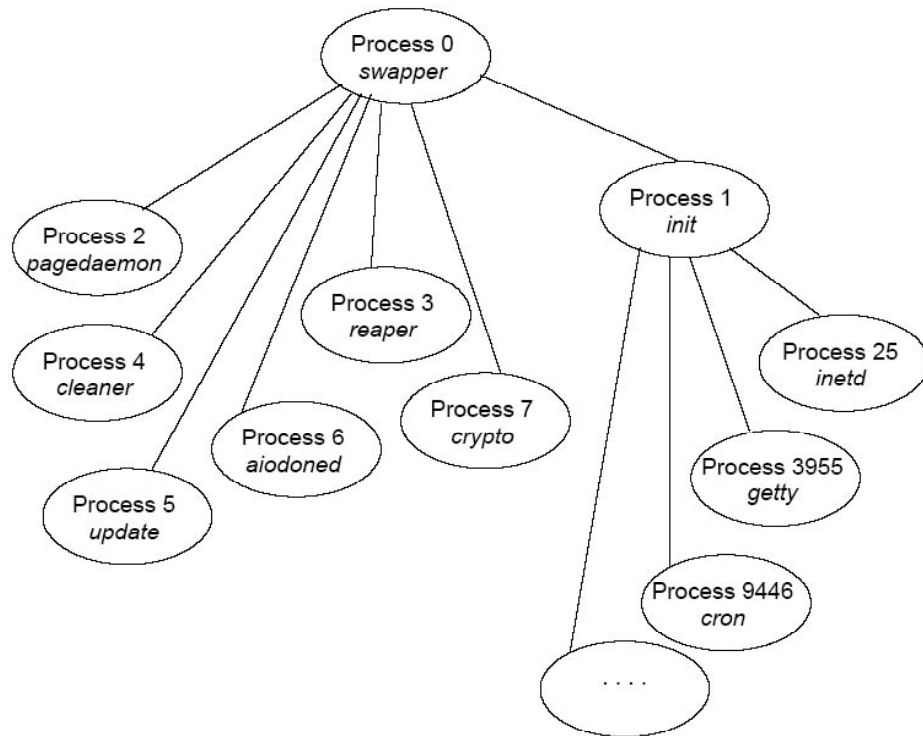 Process 0
swapper
Process 1
init
Process 2
pagedaemon
Process 3
reaper
Process 25
inetd
Process 4
cleaner
Process 7
crypto
Process 6
aiodoned
Process 3955
getty
Process 5
update
Process 9446
cron
. . . .